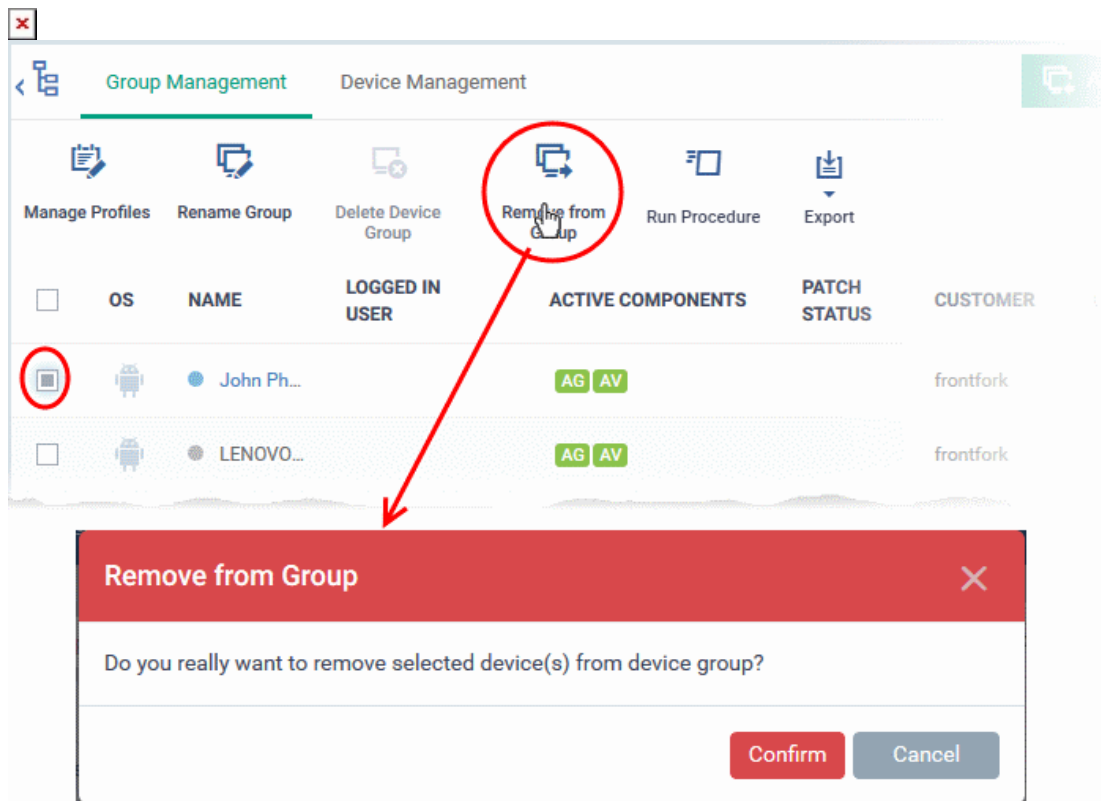 Group Management Device Management
Manage Profiles Rename Group Delete Device Group Remove from Group Run Procedure Export
OS NAME LOGGED IN USER ACTIVE COMPONENTS PATCH STATUS CUSTOMER
John Ph... AG AV frontfork
LENOVO... AG AV frontfork
Remove from Group
Do you really want to remove selected device(s) from device group?
Confirm Cancel